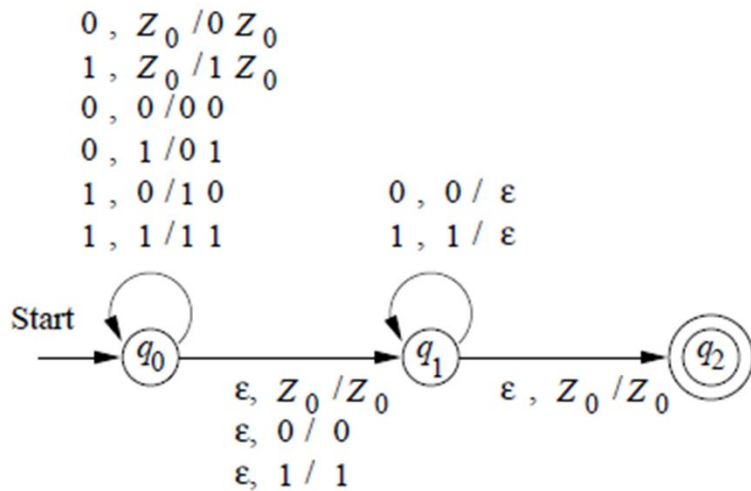 0 , Z₀ / 0 Z₀
1 , Z₀ / 1 Z₀
0 , 0 / 0 0
0 , 1 / 0 1
1 , 0 / 1 0
1 , 1 / 1 1
0 , 0 / ε
1 , 1 / ε
Start
q₀
q₁
q₂
ε, Z₀ / Z₀
ε, 0 / 0
ε, 1 / 1
ε , Z₀ / Z₀